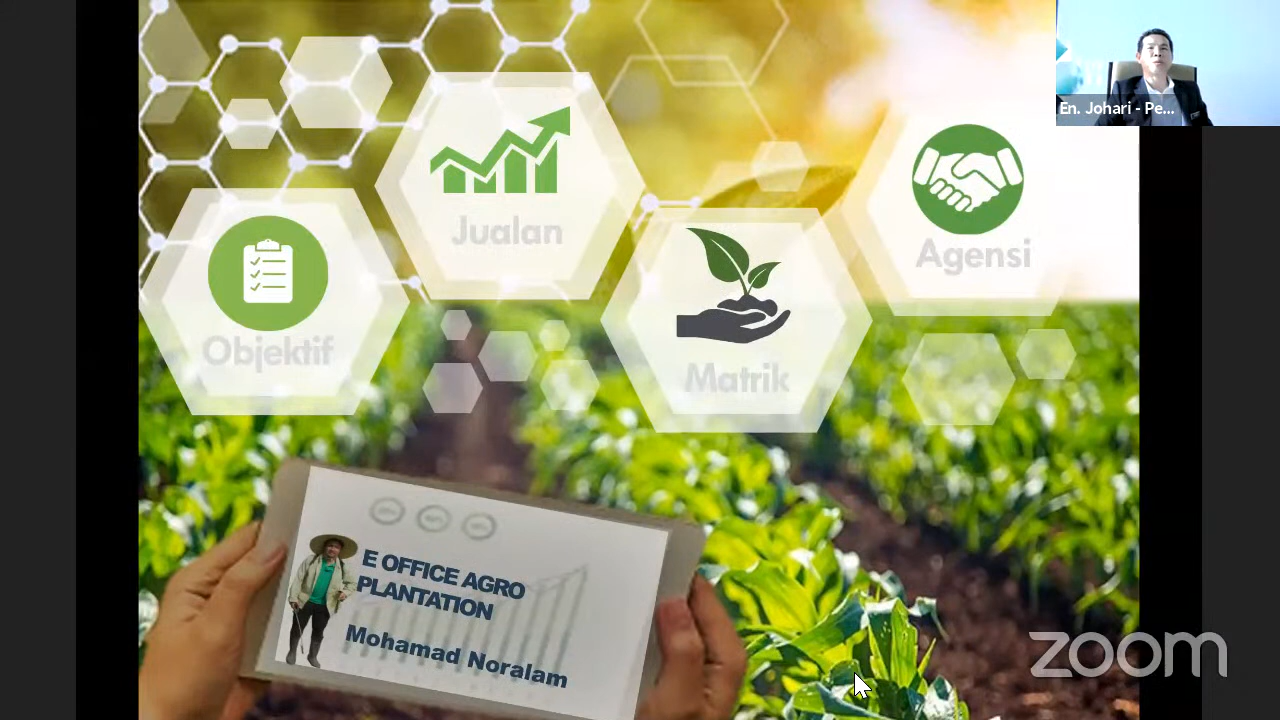 En. Johari - Pe...
Jualan
Agensi
Objektif
Matrik
E OFFICE AGRO
PLANTATION
Mohamad Noralam
zoom